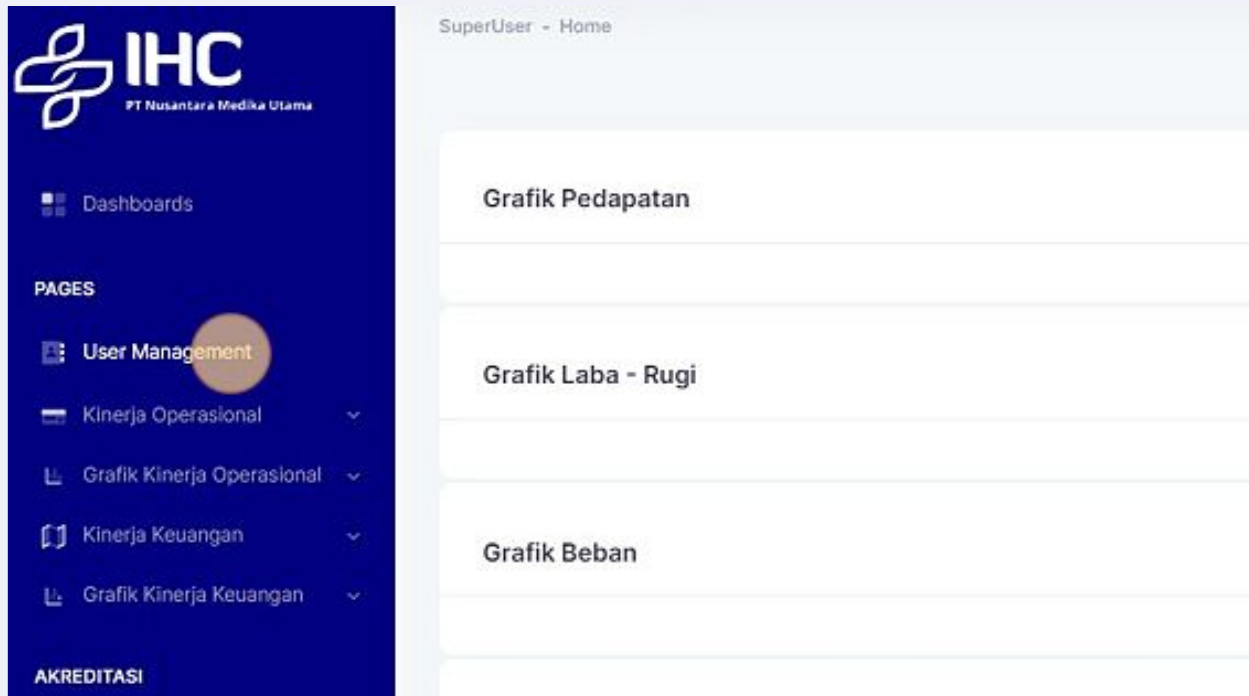 IHC
PT Nusantara Medika Utama
Dashboards
PAGES
User Management
Kinerja Operasional
Grafik Kinerja Operasional
Kinerja Keuangan
Grafik Kinerja Keuangan
AKREDITASI
SuperUser - Home
Grafik Pedapatan
Grafik Laba - Rugi
Grafik Beban